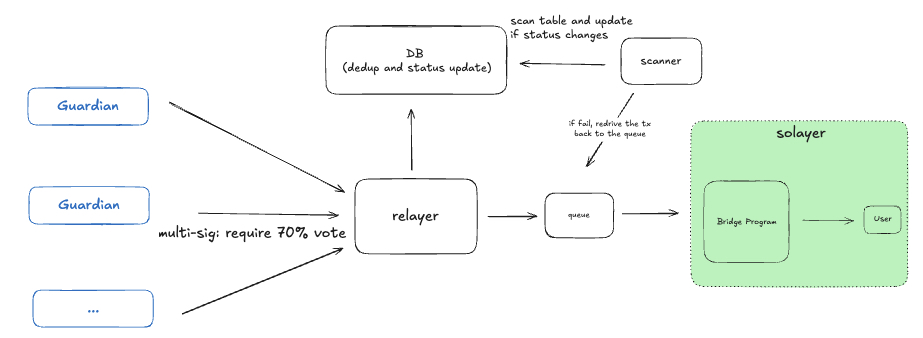 scan table and update
if status changes
DB
(dedup and status update)
scanner
Guardian
if fail, redrive the tx
back to the queue
solayer
Guardian
multi-sig: require 70% vote
relayer
queue
Bridge Program
User
...